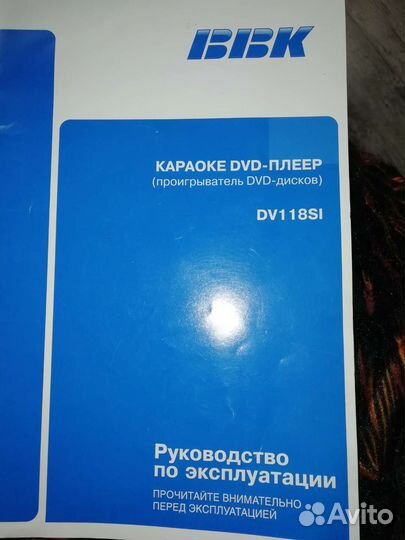 BBK
КАРАОКЕ DVD-ПЛЕЕР
(проигрыватель DVD-дисков)
DV118SI
Руководство
по эксплуатации
ПРОЧИТАЙТЕ ВНИМАТЕЛЬНО
ПЕРЕД ЭКСПЛУАТАЦИЕЙ
Avito